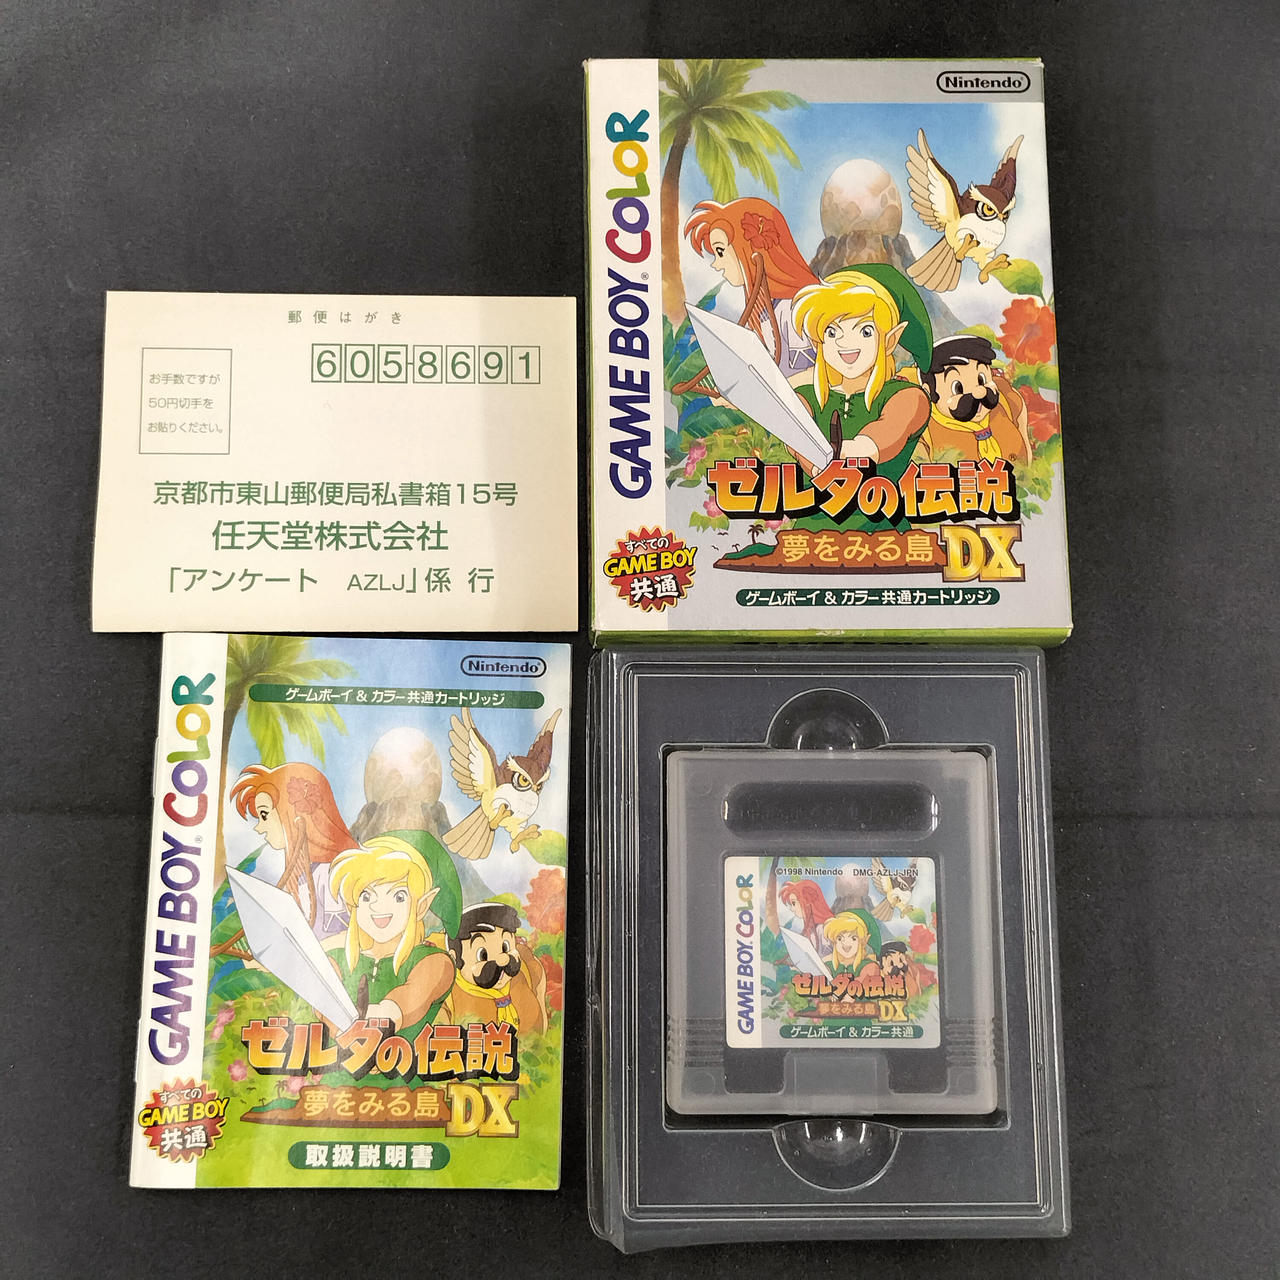 郵便はがき
605-8691
お手数ですが
50円切手を
お貼りください。
京都市東山郵便局私書箱15号
任天堂株式会社
「アンケート AZLJ」係 行
Nintendo®
GAME BOY® COLOR
ゼルダの伝説®
夢をみる島 DX
すべての
GAME BOY
共通
ゲームボーイ & カラー共通カートリッジ
Nintendo®
ゲームボーイ & カラー共通カートリッジ
GAME BOY® COLOR
ゼルダの伝説®
夢をみる島 DX
すべての
GAME BOY
共通
取扱説明書
©1998 Nintendo DMG-AZLJ-JPN
GAME BOY COLOR
ゼルダの伝説
夢をみる島 DX
ゲームボーイ & カラー共通